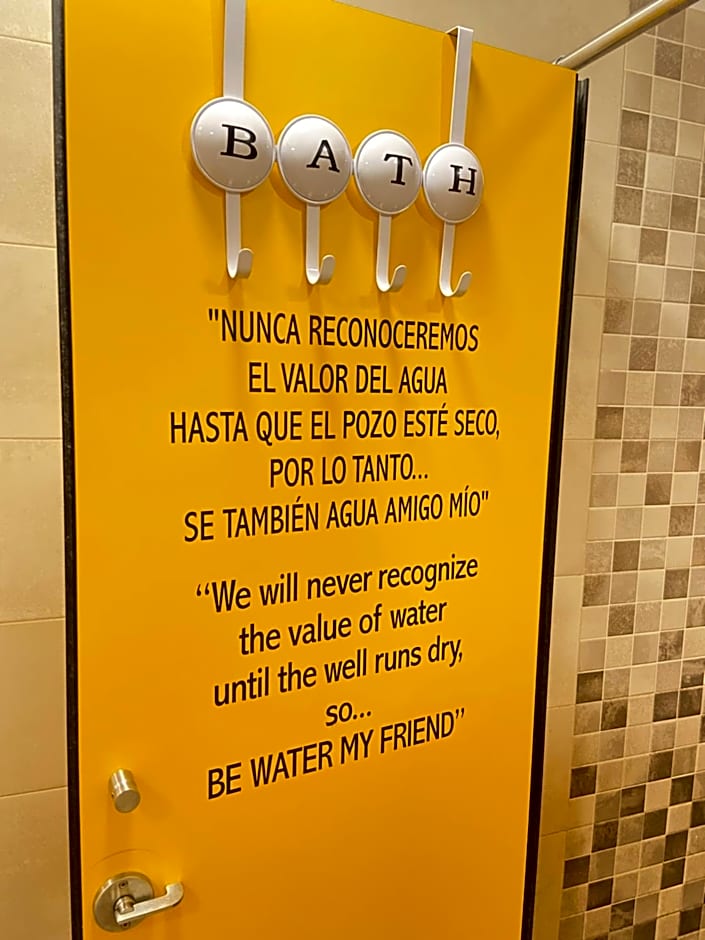 BATH
"NUNCA RECONOCEREMOS
EL VALOR DEL AGUA
HASTA QUE EL POZO ESTÉ SECO,
POR LO TANTO...
SE TAMBIÉN AGUA AMIGO MÍO"
“We will never recognize
the value of water
until the well runs dry,
so...
BE WATER MY FRIEND”